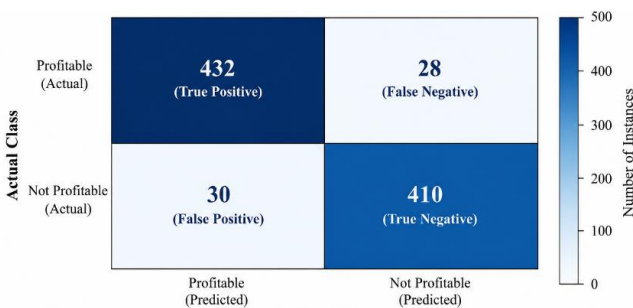 Actual Class
Profitable
(Actual)
432
(True Positive)
28
(False Negative)
Not Profitable
(Actual)
30
(False Positive)
410
(True Negative)
Profitable
(Predicted)
Not Profitable
(Predicted)
500
400
300
200
100
0
Number of Instances